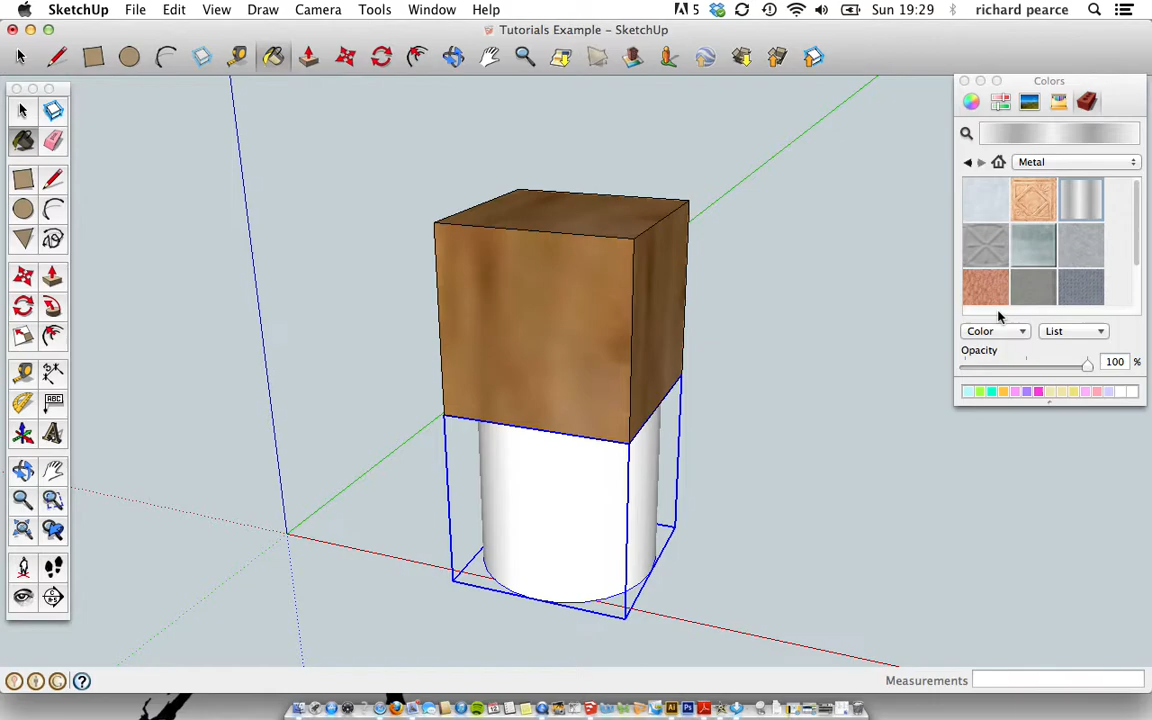 SketchUp File Edit View Draw Camera Tools Window Help 5 Sun 19:29 richard pearce
Tutorials Example – SketchUp
Colors
Metal
ABC
Color List
Opacity
100 %
Measurements